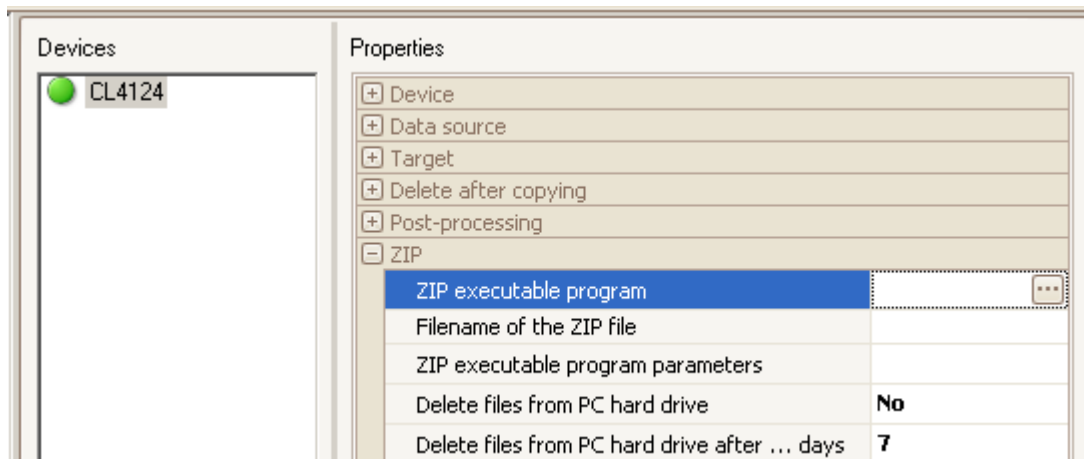 Devices
CL4124
Properties
Device
Data source
Target
Delete after copying
Post-processing
ZIP
ZIP executable program ...
Filename of the ZIP file
ZIP executable program parameters
Delete files from PC hard drive No
Delete files from PC hard drive after ... days 7